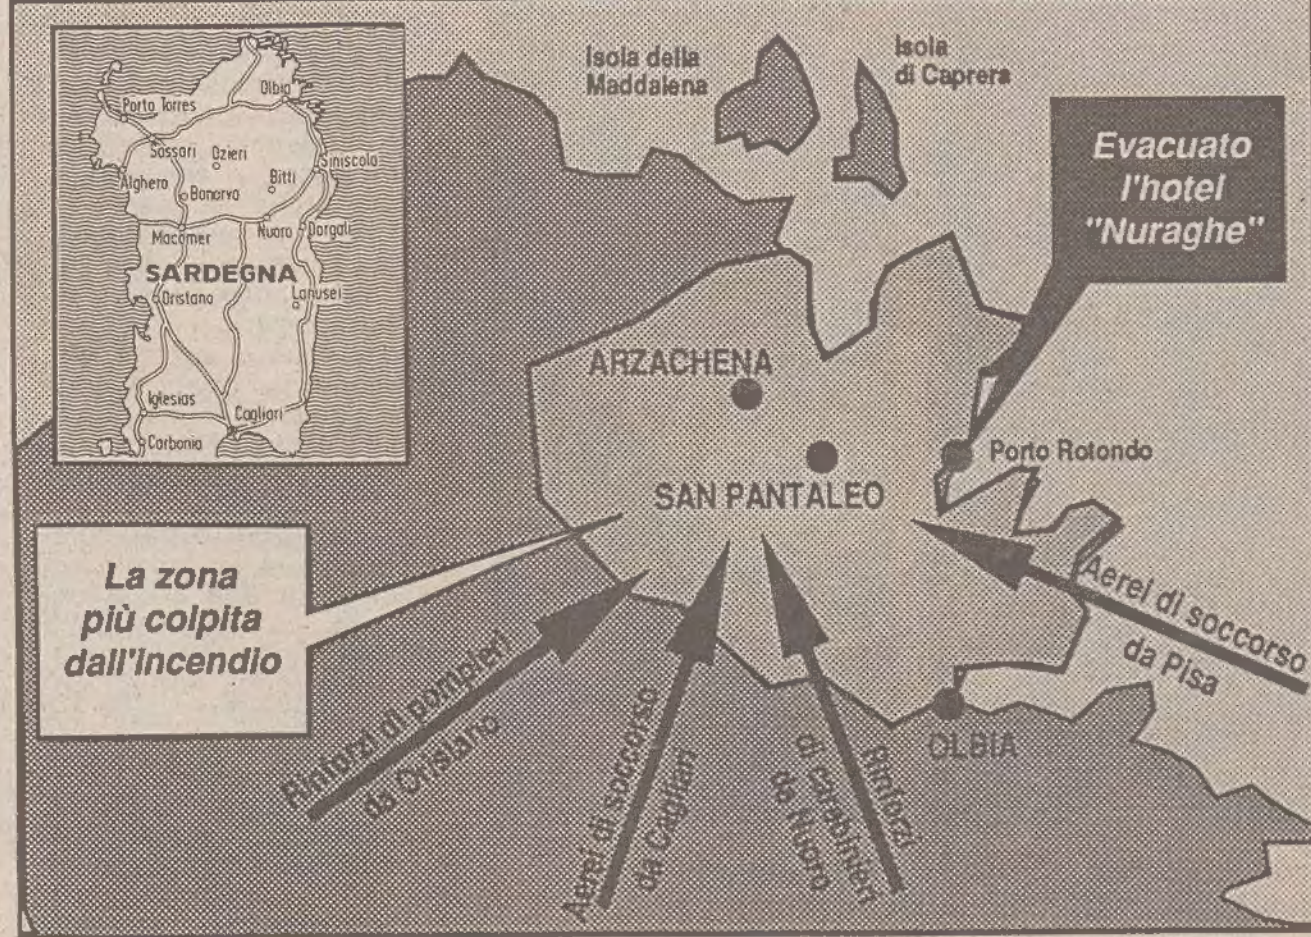 Porto Torres
Olbia
Sassari
Ozieri
Siniscola
Alghero
Bonorva
Bitti
Macomer
Nuoro
Dorgali
SARDEGNA
Oristano
Lanusei
Iglesias
Cagliari
Carbonia
Isola della
Maddalena
Isola
di Caprera
Evacuato
l'hotel
"Nuraghe"
ARZACHENA
Porto Rotondo
SAN PANTALEO
La zona
più colpita
dall'incendio
Rinforzi di pompieri
da Oristano
Aerei di soccorso
da Cagliari
Rinforzi
di carabinieri
da Nuoro
Aerei di soccorso
da Pisa
OLBIA